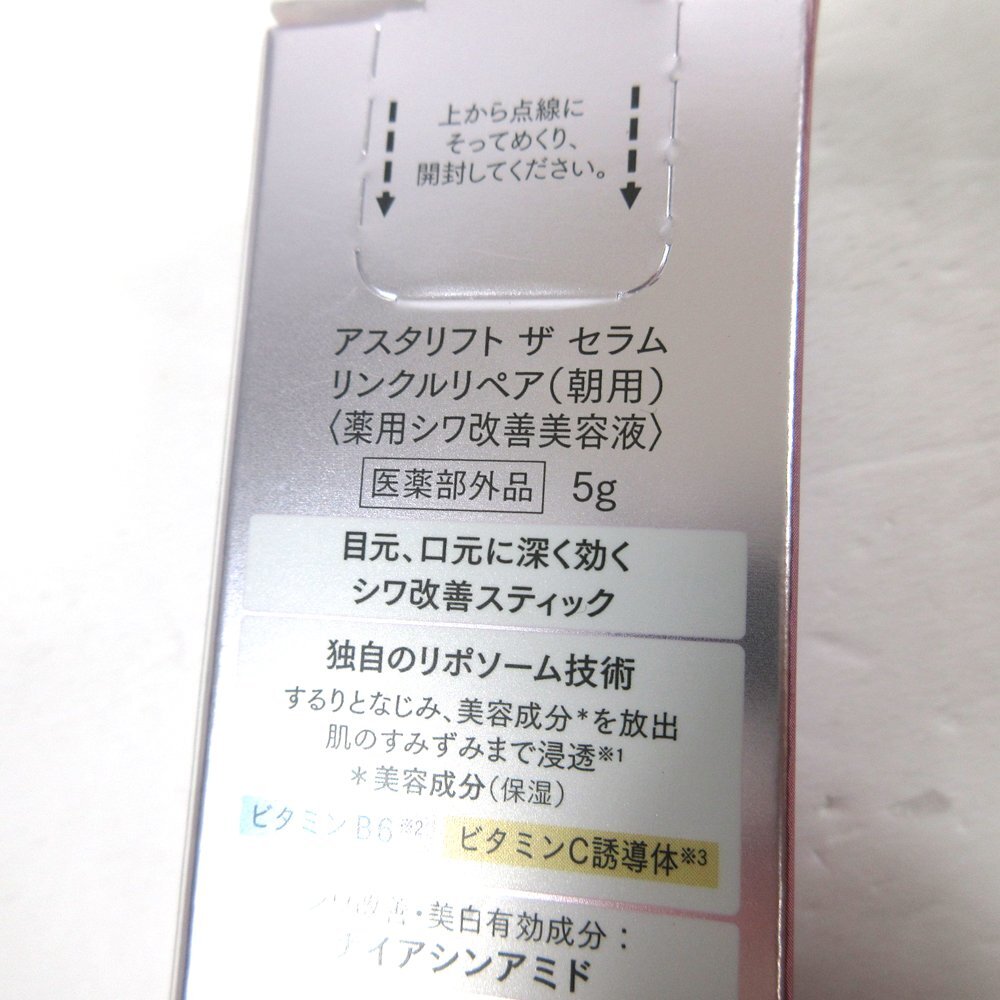 上から点線に
そってめくり、
開封してください。
アスタリフト ザ セラム
リンクルリペア（朝用）
〈薬用シワ改善美容液〉
医薬部外品 5g
目元、口元に深く効く
シワ改善スティック
独自のリポソーム技術
するりとなじみ、美容成分*を放出
肌のすみずみまで浸透※1
*美容成分（保湿）
ビタミンB6※2 ビタミンC誘導体※3
改善・美白有効成分：
ナイアシンアミド